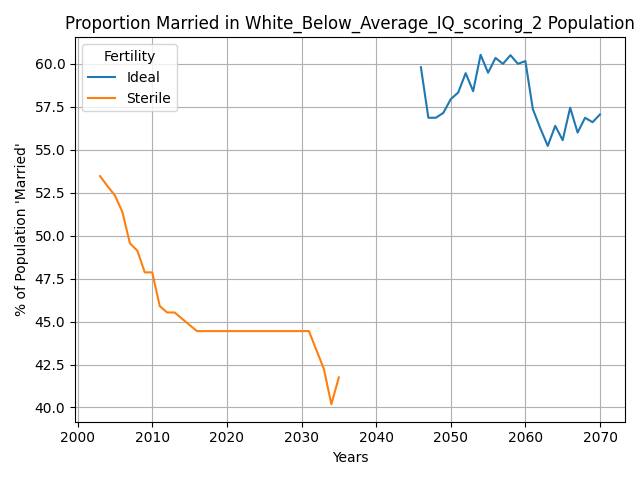 Proportion Married in White_Below_Average_IQ_scoring_2 Population
Fertility
Ideal
Sterile
% of Population 'Married'
60.0
57.5
55.0
52.5
50.0
47.5
45.0
42.5
40.0
2000 2010 2020 2030 2040 2050 2060 2070
Years